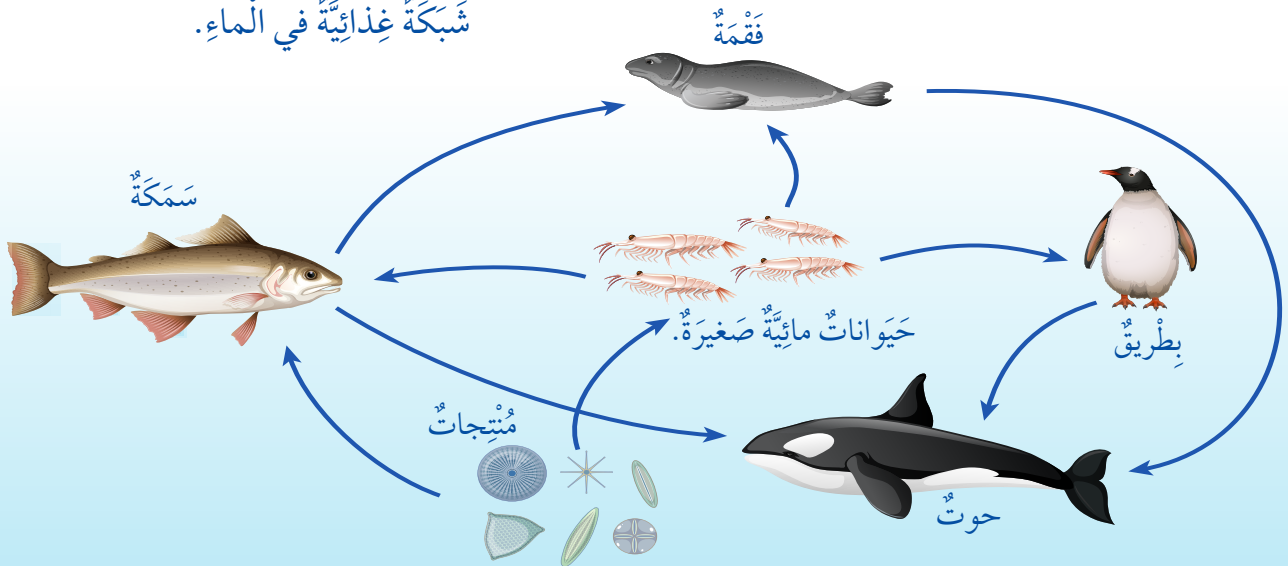 شَبَكَةٌ غِذائِيَّةٌ في الْماءِ.
فَقْمَةٌ
سَمَكَةٌ
حَيَواناتٌ مائِيَّةٌ صَغيرَةٌ.
بِطْريقٌ
مُنْتِجاتٌ
حوتٌ